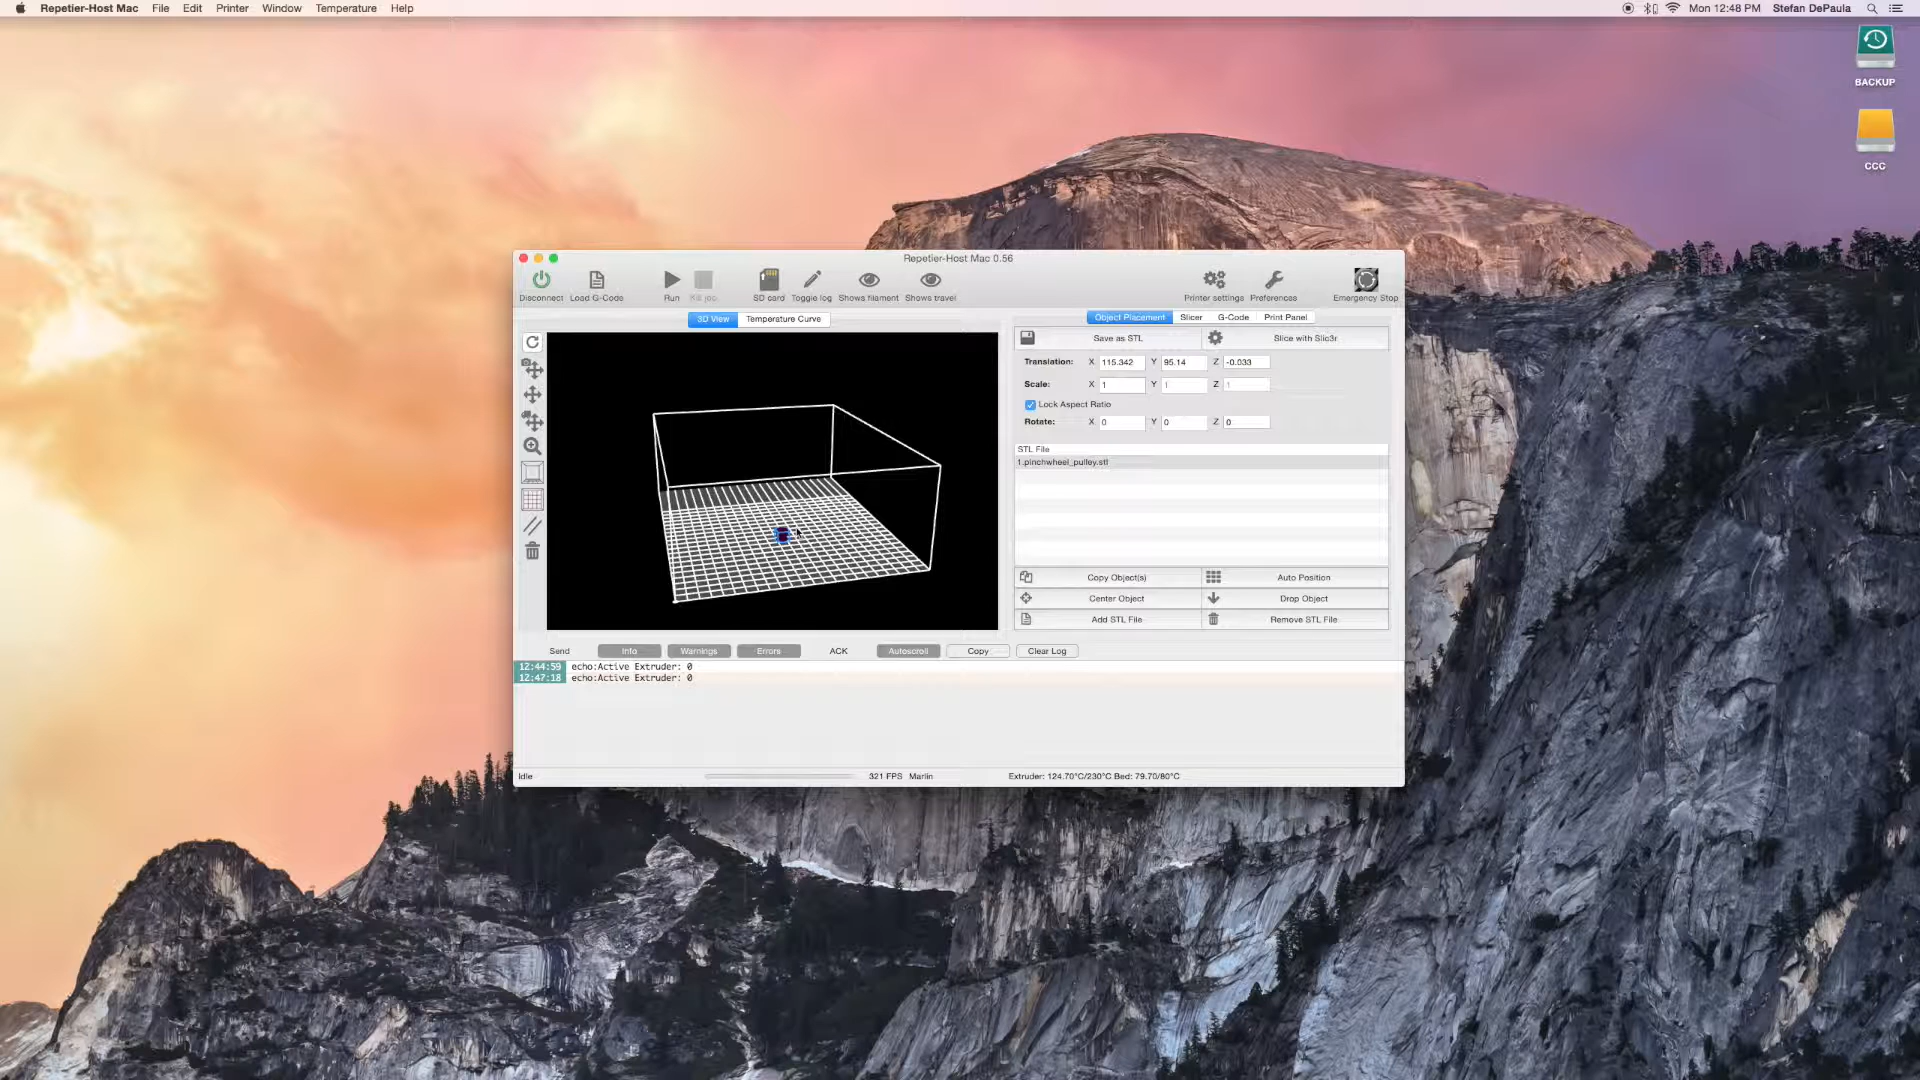 Repetier-Host Mac File Edit Printer Window Temperature Help
Mon 12:48 PM Stefan DePaula
BACKUP
CCC
Repetier-Host Mac 0.56
Disconnect Load G-Code Run Kill job SD card Toggle log Shows filament Shows travel Printer settings Preferences Emergency Stop
3D View Temperature Curve
Object Placement Slicer G-Code Print Panel
Save as STL Slice with Slic3r
Translation: X 115.342 Y 95.14 Z -0.033
Scale: X 1 Y 1 Z 1
Lock Aspect Ratio
Rotate: X 0 Y 0 Z 0
STL File
1.pinchwheel_pulley.stl
Copy Object(s) Auto Position
Center Object Drop Object
Add STL File Remove STL File
Send Info Warnings Errors ACK Autoscroll Copy Clear Log
12:44:59 echo:Active Extruder: 0
12:47:18 echo:Active Extruder: 0
Idle 321 FPS Marlin Extruder: 124.70°C/230°C Bed: 79.70/80°C